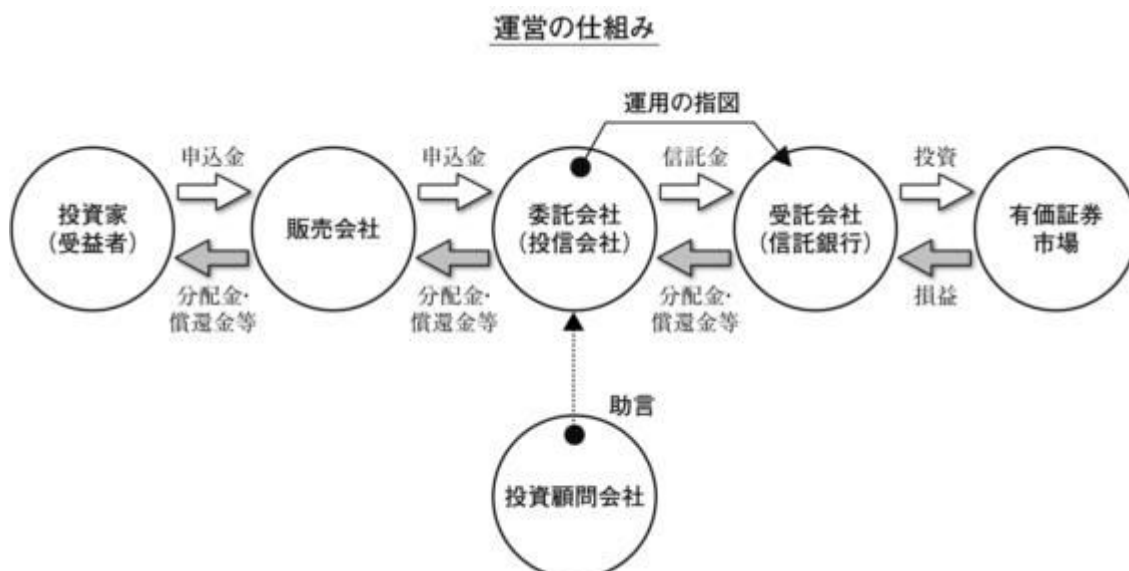 運営の仕組み
運用の指図
申込金
申込金
信託金
投資
投資家
(受益者)
販売会社
委託会社
(投信会社)
受託会社
(信託銀行)
有価証券
市場
分配金・
償還金等
分配金・
償還金等
分配金・
償還金等
損益
助言
投資顧問会社